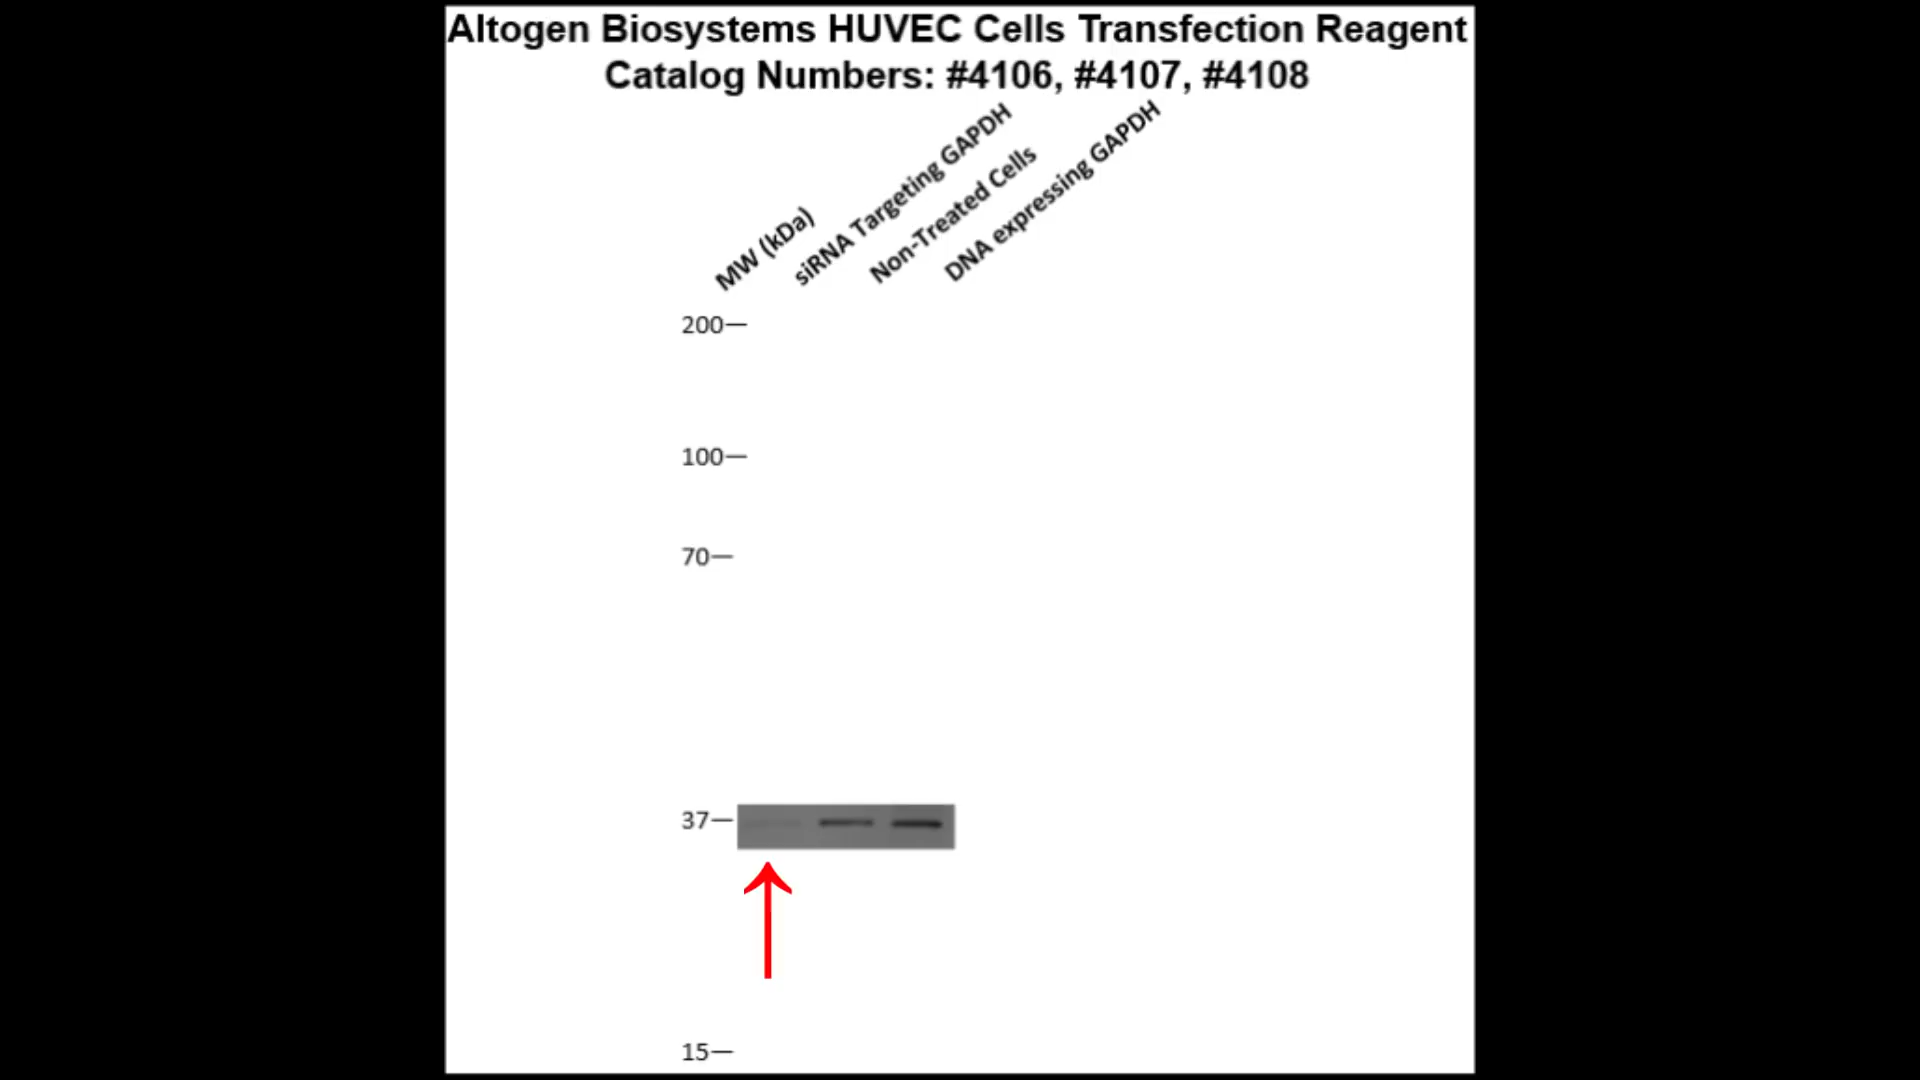 Altogen Biosystems HUVEC Cells Transfection Reagent
Catalog Numbers: #4106, #4107, #4108
MW (kDa)
siRNA Targeting GAPDH
Non-Treated Cells
DNA expressing GAPDH
200
100
70
37
15